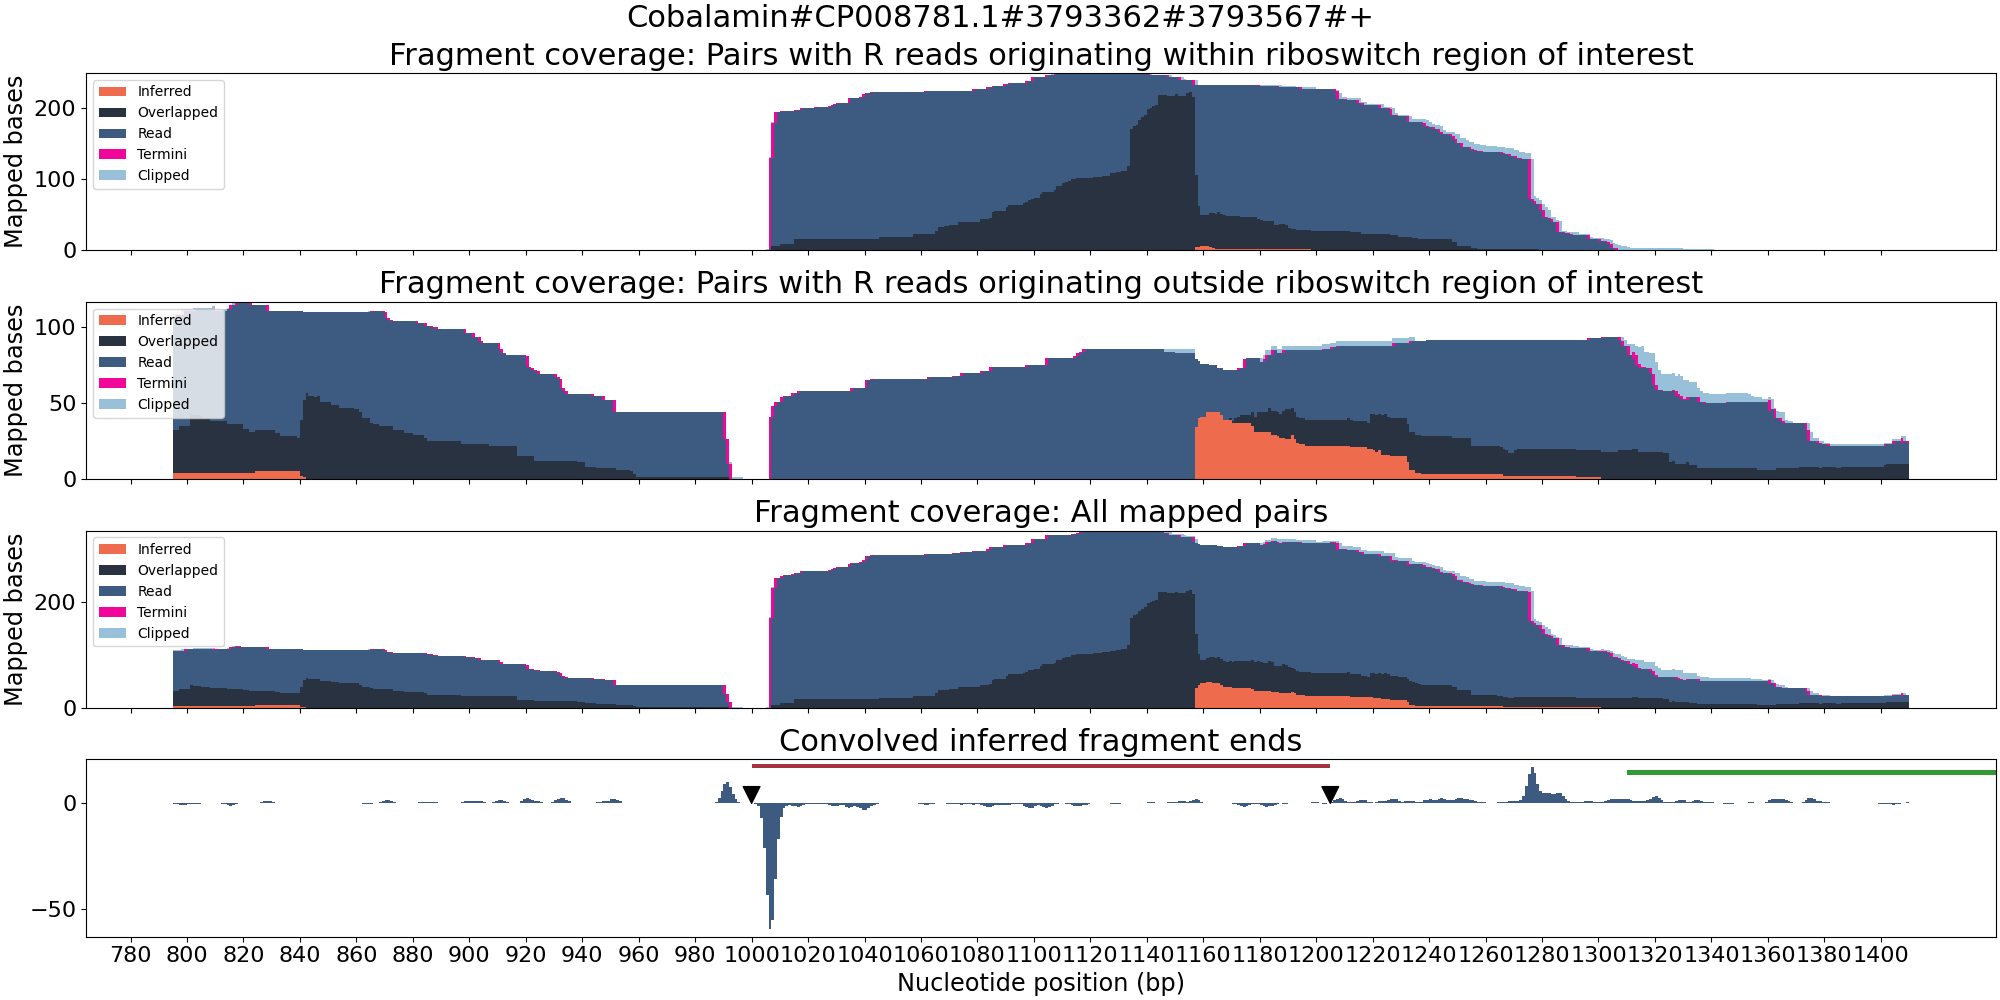 Cobalamin#CP008781.1#3793362#3793567#+
Fragment coverage: Pairs with R reads originating within riboswitch region of interest
Mapped bases
200
100
0
Inferred
Overlapped
Read
Termini
Clipped
Fragment coverage: Pairs with R reads originating outside riboswitch region of interest
Mapped bases
100
50
0
Inferred
Overlapped
Read
Termini
Clipped
Fragment coverage: All mapped pairs
Mapped bases
200
0
Inferred
Overlapped
Read
Termini
Clipped
Convolved inferred fragment ends
0
−50
780 800 820 840 860 880 900 920 940 960 980 1000 1020 1040 1060 1080 1100 1120 1140 1160 1180 1200 1220 1240 1260 1280 1300 1320 1340 1360 1380 1400
Nucleotide position (bp)